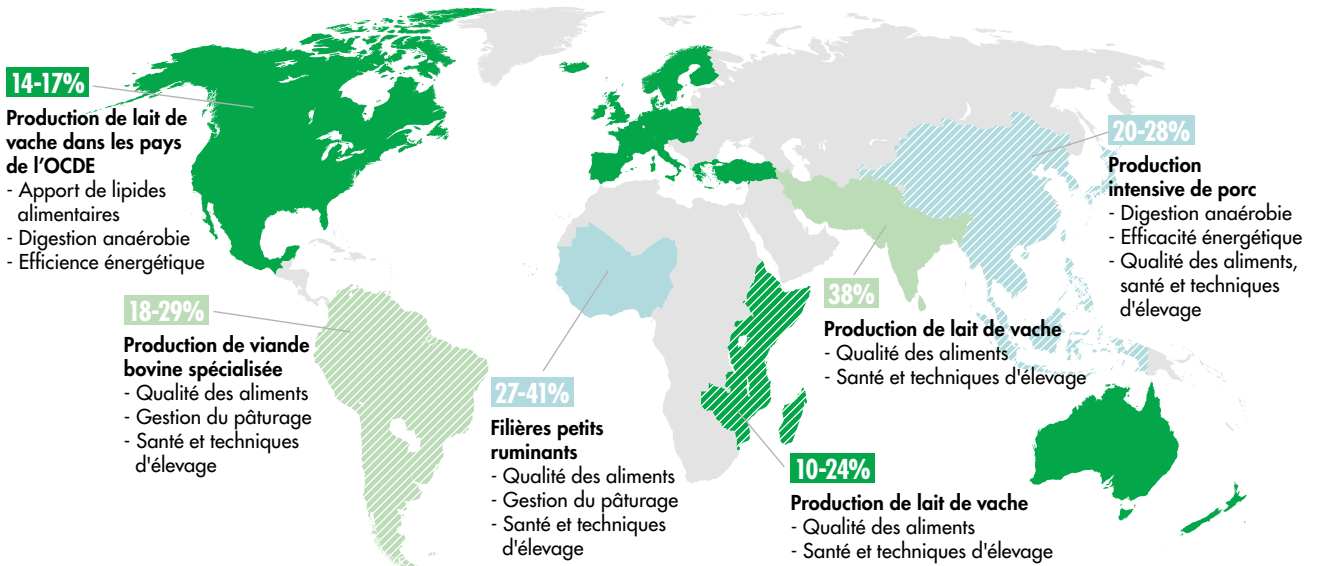 14-17%
Production de lait de
vache dans les pays
de l'OCDE
- Apport de lipides
alimentaires
- Digestion anaérobie
- Efficience énergétique
18-29%
Production de viande
bovine spécialisée
- Qualité des aliments
- Gestion du pâturage
- Santé et techniques
d'élevage
27-41%
Filières petits
ruminants
- Qualité des aliments
- Gestion du pâturage
- Santé et techniques
d'élevage
10-24%
Production de lait de vache
- Qualité des aliments
- Santé et techniques d'élevage
38%
Production de lait de vache
- Qualité des aliments
- Santé et techniques d'élevage
20-28%
Production
intensive de porc
- Digestion anaérobie
- Efficacité énergétique
- Qualité des aliments,
santé et techniques
d'élevage